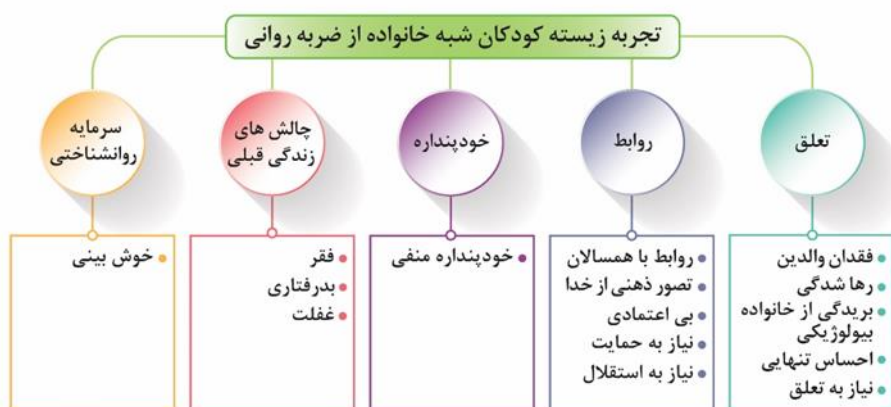 تجربه زیسته کودکان شبه خانواده از ضربه روانی
تعلق
روابط
خودپنداره
چالش های
زندگی قبلی
سرمایه
روانشناختی
• فقدان والدین
• رها شدگی
• بریدگی از خانواده
بیولوژیکی
• احساس تنهایی
• نیاز به تعلق
• روابط با همسالان
• تصور ذهنی از خدا
• بی اعتمادی
• نیاز به حمایت
• نیاز به استقلال
• خودپنداره منفی
• فقر
• بدرفتاری
• غفلت
• خوش بینی